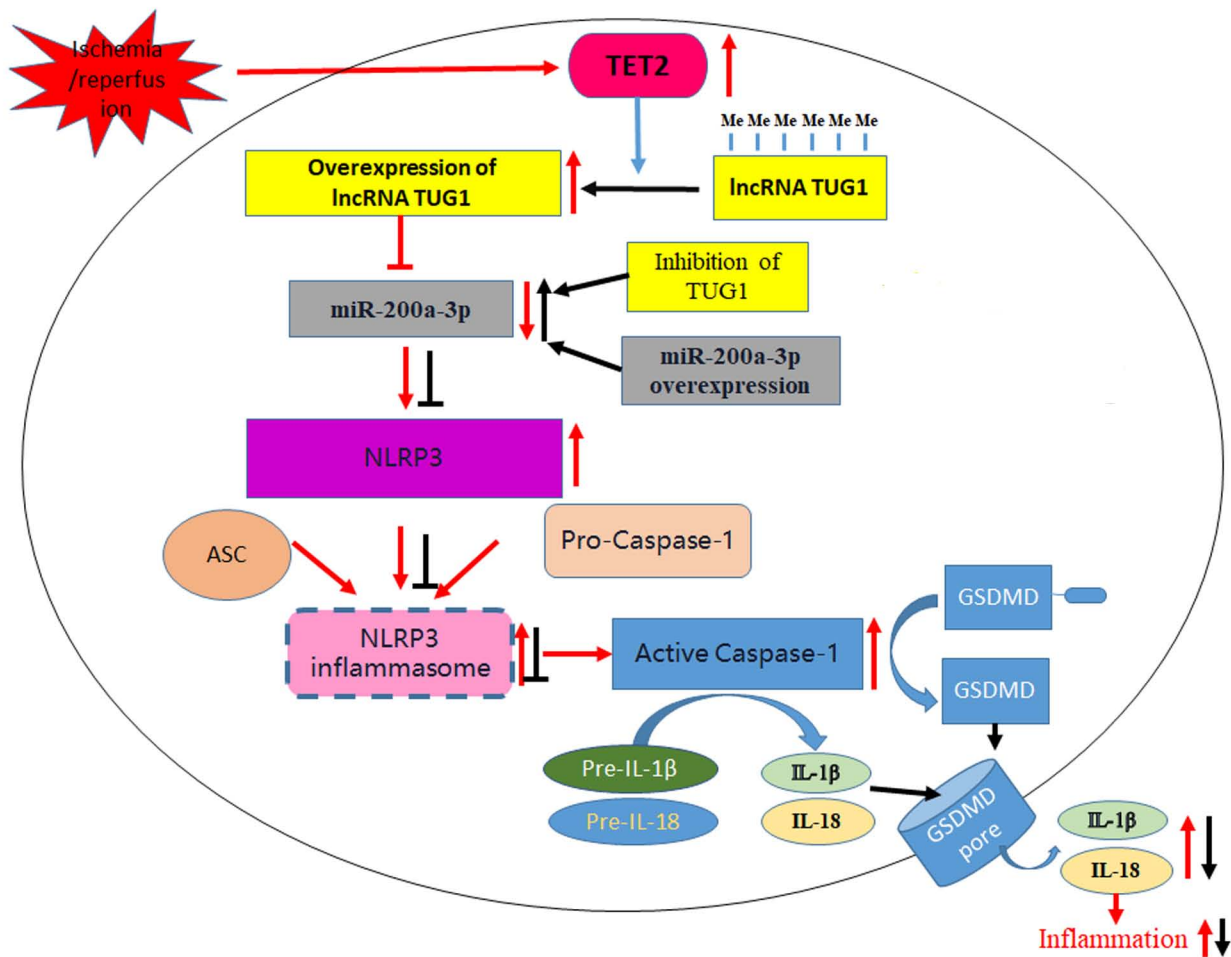 Ischemia
/reperfus
ion
TET2
Me Me Me Me Me Me
Overexpression of
lncRNA TUG1
lncRNA TUG1
Inhibition of
TUG1
miR-200a-3p
miR-200a-3p
overexpression
NLRP3
ASC
Pro-Caspase-1
GSDMD
NLRP3
inflammasome
Active Caspase-1
GSDMD
Pre-IL-1β
IL-1β
Pre-IL-18
IL-18
GSDMD
pore
IL-1β
IL-18
Inflammation